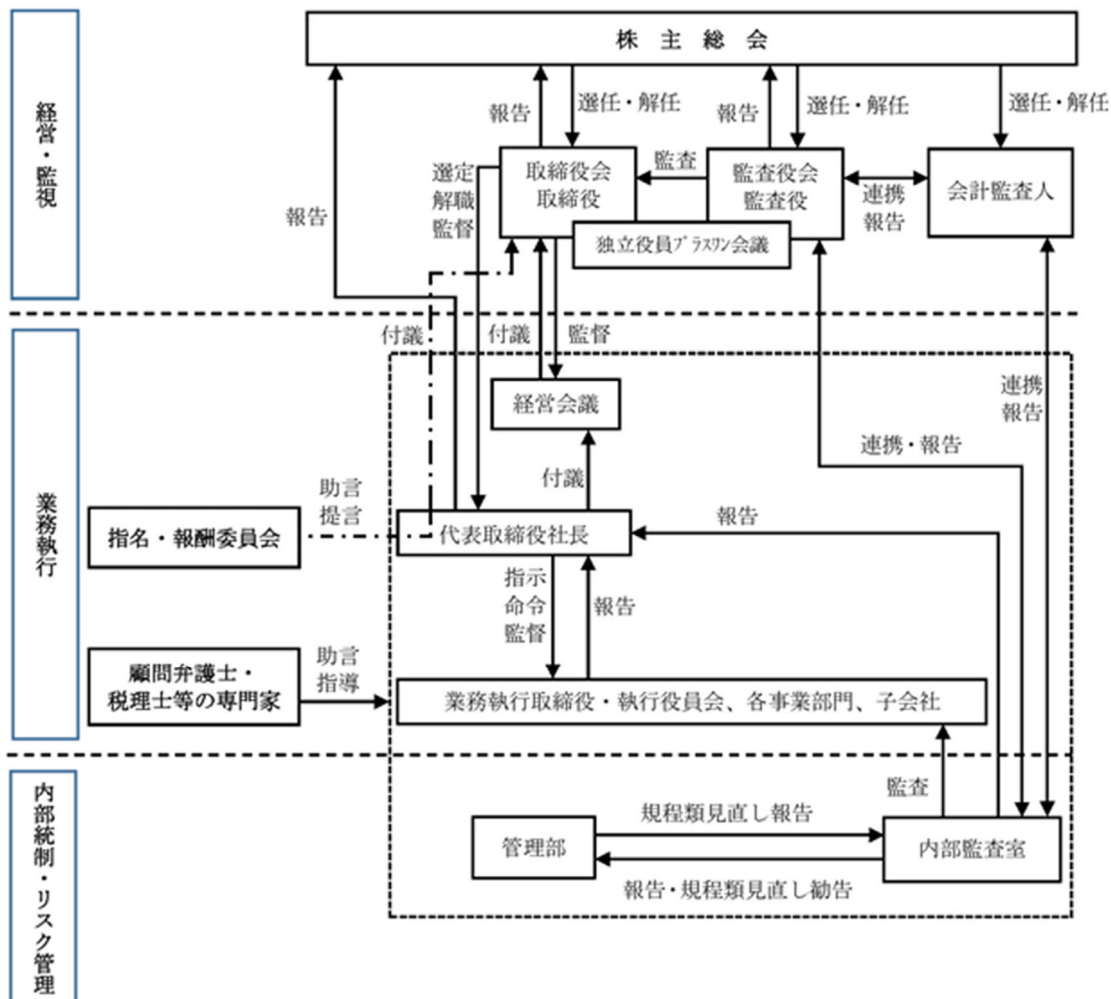 経営・監視
株主総会
報告
選任・解任
報告
選任・解任
選任・解任
取締役会
取締役
監査
監査役会
監査役
連携
報告
会計監査人
選定
解職
監督
報告
独立役員プラスワン会議
業務執行
付議
付議
監督
経営会議
連携
報告
連携・報告
付議
助言
提言
指名・報酬委員会
代表取締役社長
報告
指示
命令
監督
報告
助言
指導
顧問弁護士・
税理士等の専門家
業務執行取締役・執行役員会、各事業部門、子会社
内部統制・リスク管理
監査
規程類見直し報告
管理部
内部監査室
報告・規程類見直し勧告